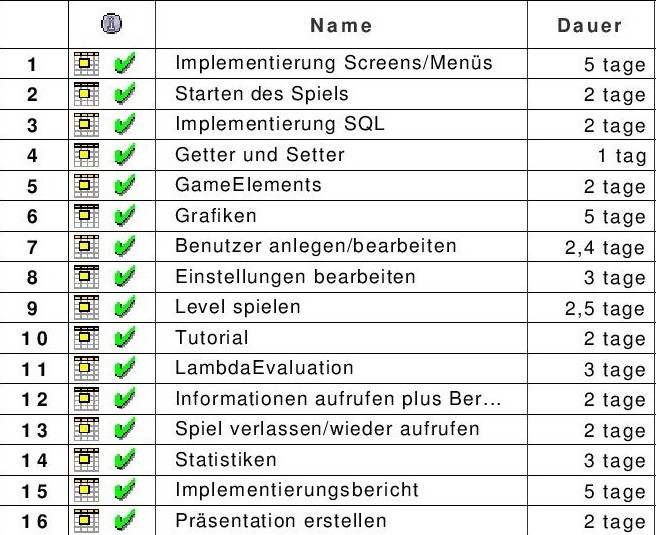 Name Dauer
1 Implementierung Screens/Menüs 5 tage
2 Starten des Spiels 2 tage
3 Implementierung SQL 2 tage
4 Getter und Setter 1 tag
5 GameElements 2 tage
6 Grafiken 5 tage
7 Benutzer anlegen/bearbeiten 2,4 tage
8 Einstellungen bearbeiten 3 tage
9 Level spielen 2,5 tage
10 Tutorial 2 tage
11 LambdaEvaluation 3 tage
12 Informationen aufrufen plus Ber... 2 tage
13 Spiel verlassen/wieder aufrufen 2 tage
14 Statistiken 3 tage
15 Implementierungsbericht 5 tage
16 Präsentation erstellen 2 tage